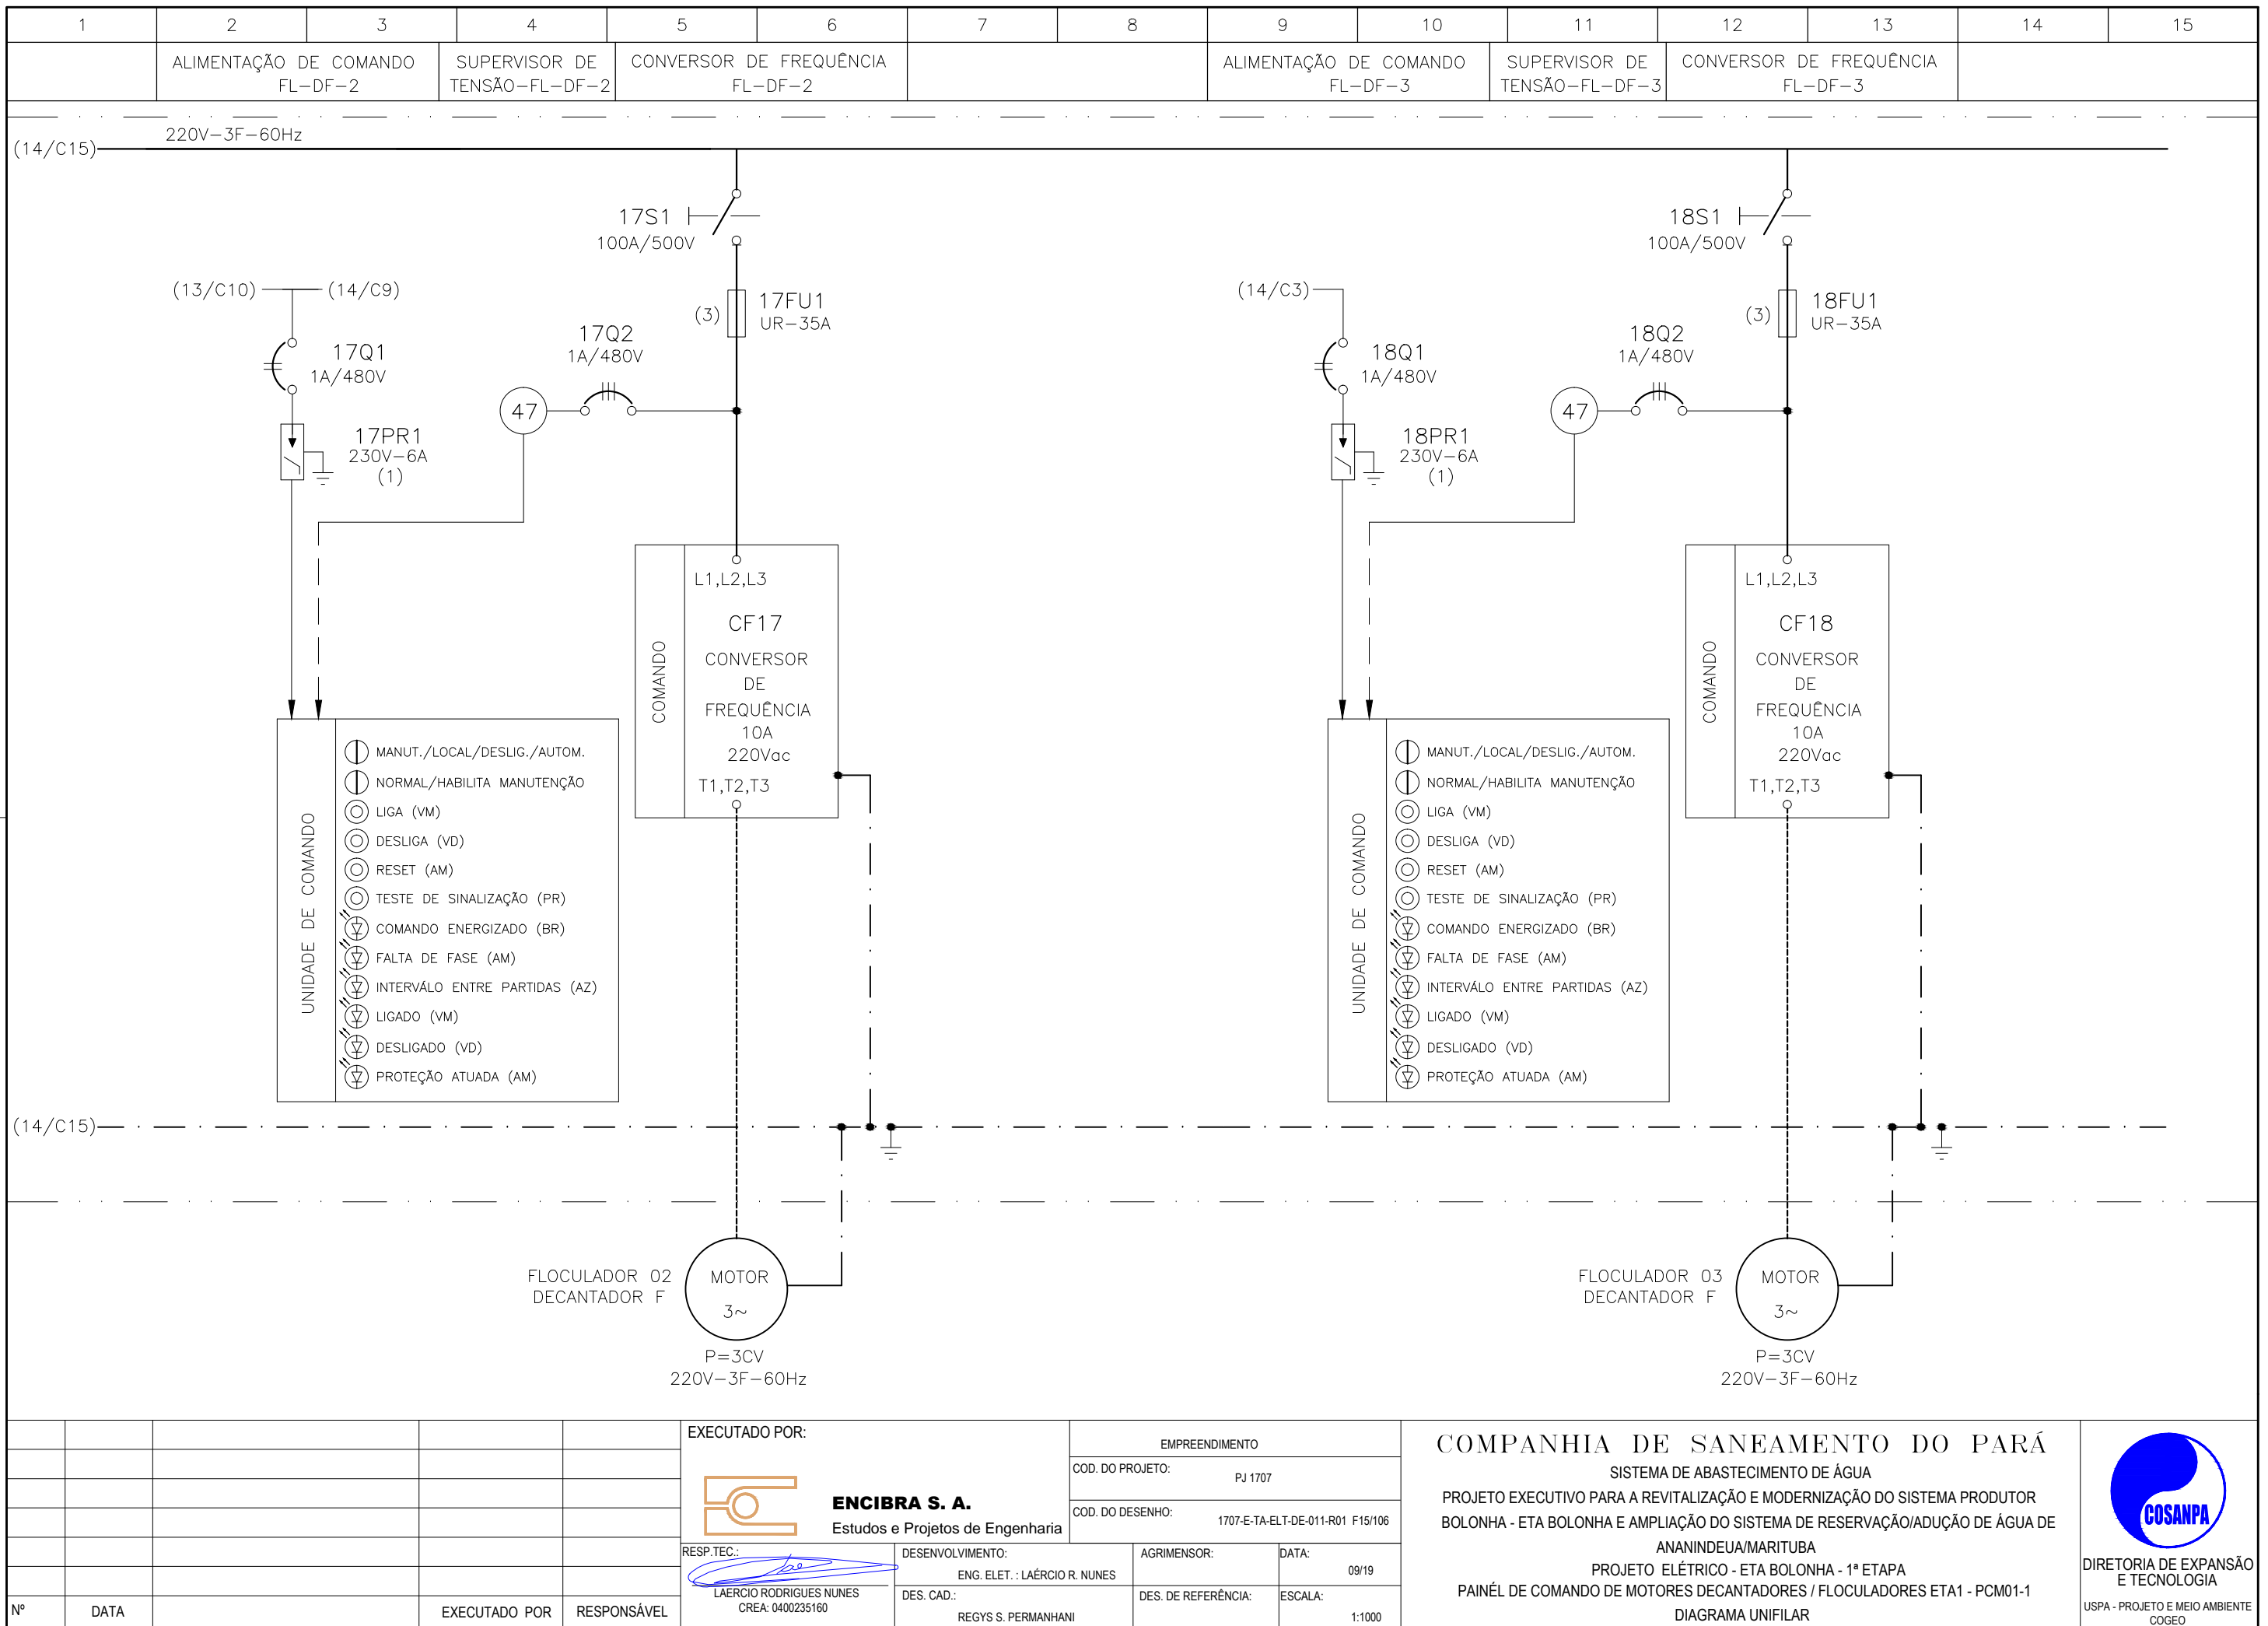 1 2 3 4 5 6 7 8 9 10 11 12 13 14 15
ALIMENTAÇÃO DE COMANDO
FL-DF-2
SUPERVISOR DE
TENSÃO-FL-DF-2
CONVERSOR DE FREQUÊNCIA
FL-DF-2
ALIMENTAÇÃO DE COMANDO
FL-DF-3
SUPERVISOR DE
TENSÃO-FL-DF-3
CONVERSOR DE FREQUÊNCIA
FL-DF-3
220V-3F-60Hz
(14/C15)
17S1
100A/500V
(13/C10)
(14/C9)
17FU1
UR-35A
(3)
17Q2
1A/480V
17Q1
1A/480V
47
17PR1
230V-6A
(1)
COMANDO
L1,L2,L3
CF17
CONVERSOR
DE
FREQUÊNCIA
10A
220Vac
T1,T2,T3
UNIDADE DE COMANDO
MANUT./LOCAL/DESLIG./AUTOM.
NORMAL/HABILITA MANUTENÇÃO
LIGA (VM)
DESLIGA (VD)
RESET (AM)
TESTE DE SINALIZAÇÃO (PR)
COMANDO ENERGIZADO (BR)
FALTA DE FASE (AM)
INTERVÁLO ENTRE PARTIDAS (AZ)
LIGADO (VM)
DESLIGADO (VD)
PROTEÇÃO ATUADA (AM)
18S1
100A/500V
(14/C3)
18FU1
UR-35A
(3)
18Q2
1A/480V
18Q1
1A/480V
47
18PR1
230V-6A
(1)
COMANDO
L1,L2,L3
CF18
CONVERSOR
DE
FREQUÊNCIA
10A
220Vac
T1,T2,T3
UNIDADE DE COMANDO
MANUT./LOCAL/DESLIG./AUTOM.
NORMAL/HABILITA MANUTENÇÃO
LIGA (VM)
DESLIGA (VD)
RESET (AM)
TESTE DE SINALIZAÇÃO (PR)
COMANDO ENERGIZADO (BR)
FALTA DE FASE (AM)
INTERVÁLO ENTRE PARTIDAS (AZ)
LIGADO (VM)
DESLIGADO (VD)
PROTEÇÃO ATUADA (AM)
(14/C15)
FLOCULADOR 02
DECANTADOR F
MOTOR
3~
P=3CV
220V-3F-60Hz
FLOCULADOR 03
DECANTADOR F
MOTOR
3~
P=3CV
220V-3F-60Hz
Nº DATA EXECUTADO POR RESPONSÁVEL
EXECUTADO POR:
ENCIBRA S. A.
Estudos e Projetos de Engenharia
EMPREENDIMENTO
COD. DO PROJETO:
PJ 1707
COD. DO DESENHO:
1707-E-TA-ELT-DE-011-R01 F15/106
RESP.TEC.:
LAERCIO RODRIGUES NUNES
CREA: 0400235160
DESENVOLVIMENTO:
ENG. ELET. : LAÉRCIO R. NUNES
AGRIMENSOR:
DATA:
09/19
DES. CAD.:
REGYS S. PERMANHANI
DES. DE REFERÊNCIA:
ESCALA:
1:1000
COMPANHIA DE SANEAMENTO DO PARÁ
SISTEMA DE ABASTECIMENTO DE ÁGUA
PROJETO EXECUTIVO PARA A REVITALIZAÇÃO E MODERNIZAÇÃO DO SISTEMA PRODUTOR
BOLONHA - ETA BOLONHA E AMPLIAÇÃO DO SISTEMA DE RESERVAÇÃO/ADUÇÃO DE ÁGUA DE
ANANINDEUA/MARITUBA
PROJETO ELÉTRICO - ETA BOLONHA - 1ª ETAPA
PAINÉL DE COMANDO DE MOTORES DECANTADORES / FLOCULADORES ETA1 - PCM01-1
DIAGRAMA UNIFILAR
COSANPA
DIRETORIA DE EXPANSÃO
E TECNOLOGIA
USPA - PROJETO E MEIO AMBIENTE
COGEO